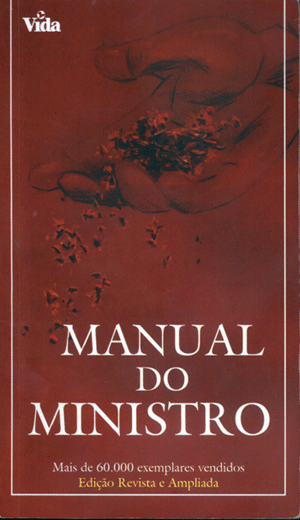 Vida
MANUAL
DO
MINISTRO
Mais de 60.000 exemplares vendidos
Edição Revista e Ampliada